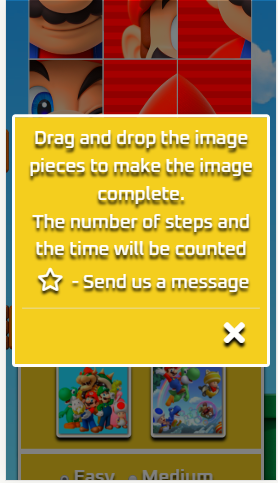 Drag and drop the image
pieces to make the image
complete.
The number of steps and
the time will be counted
- Send us a message
Easy Medium